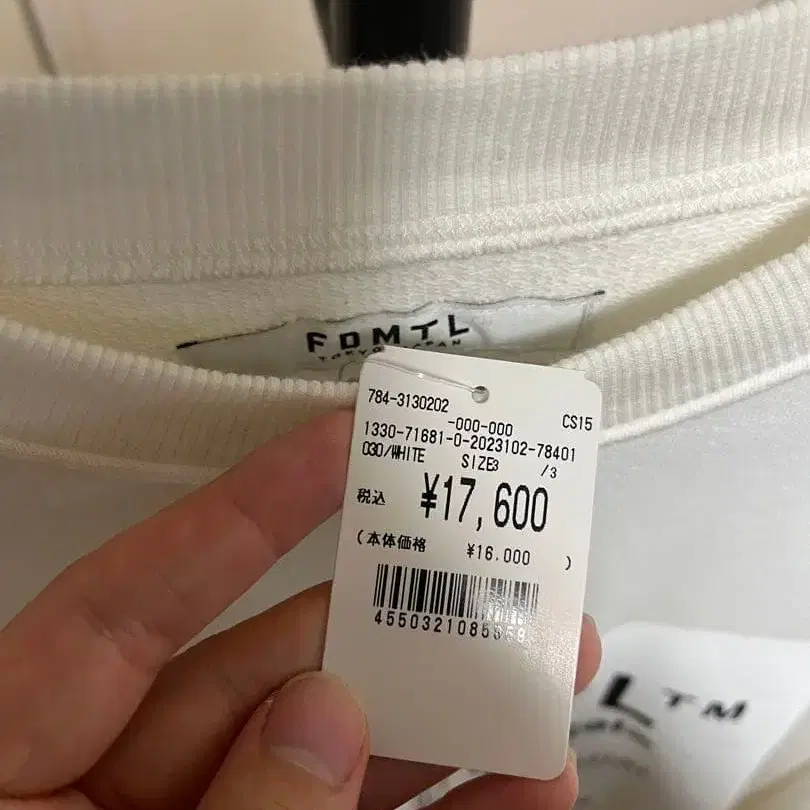 FDMTL
TOKYO JAPAN
784-3130202
-000-000 CS15
1330-71681-0-2023102-78401
030/WHITE SIZE3 /3
税込 ¥17,600
(本体価格 ¥16.000 )
L TM